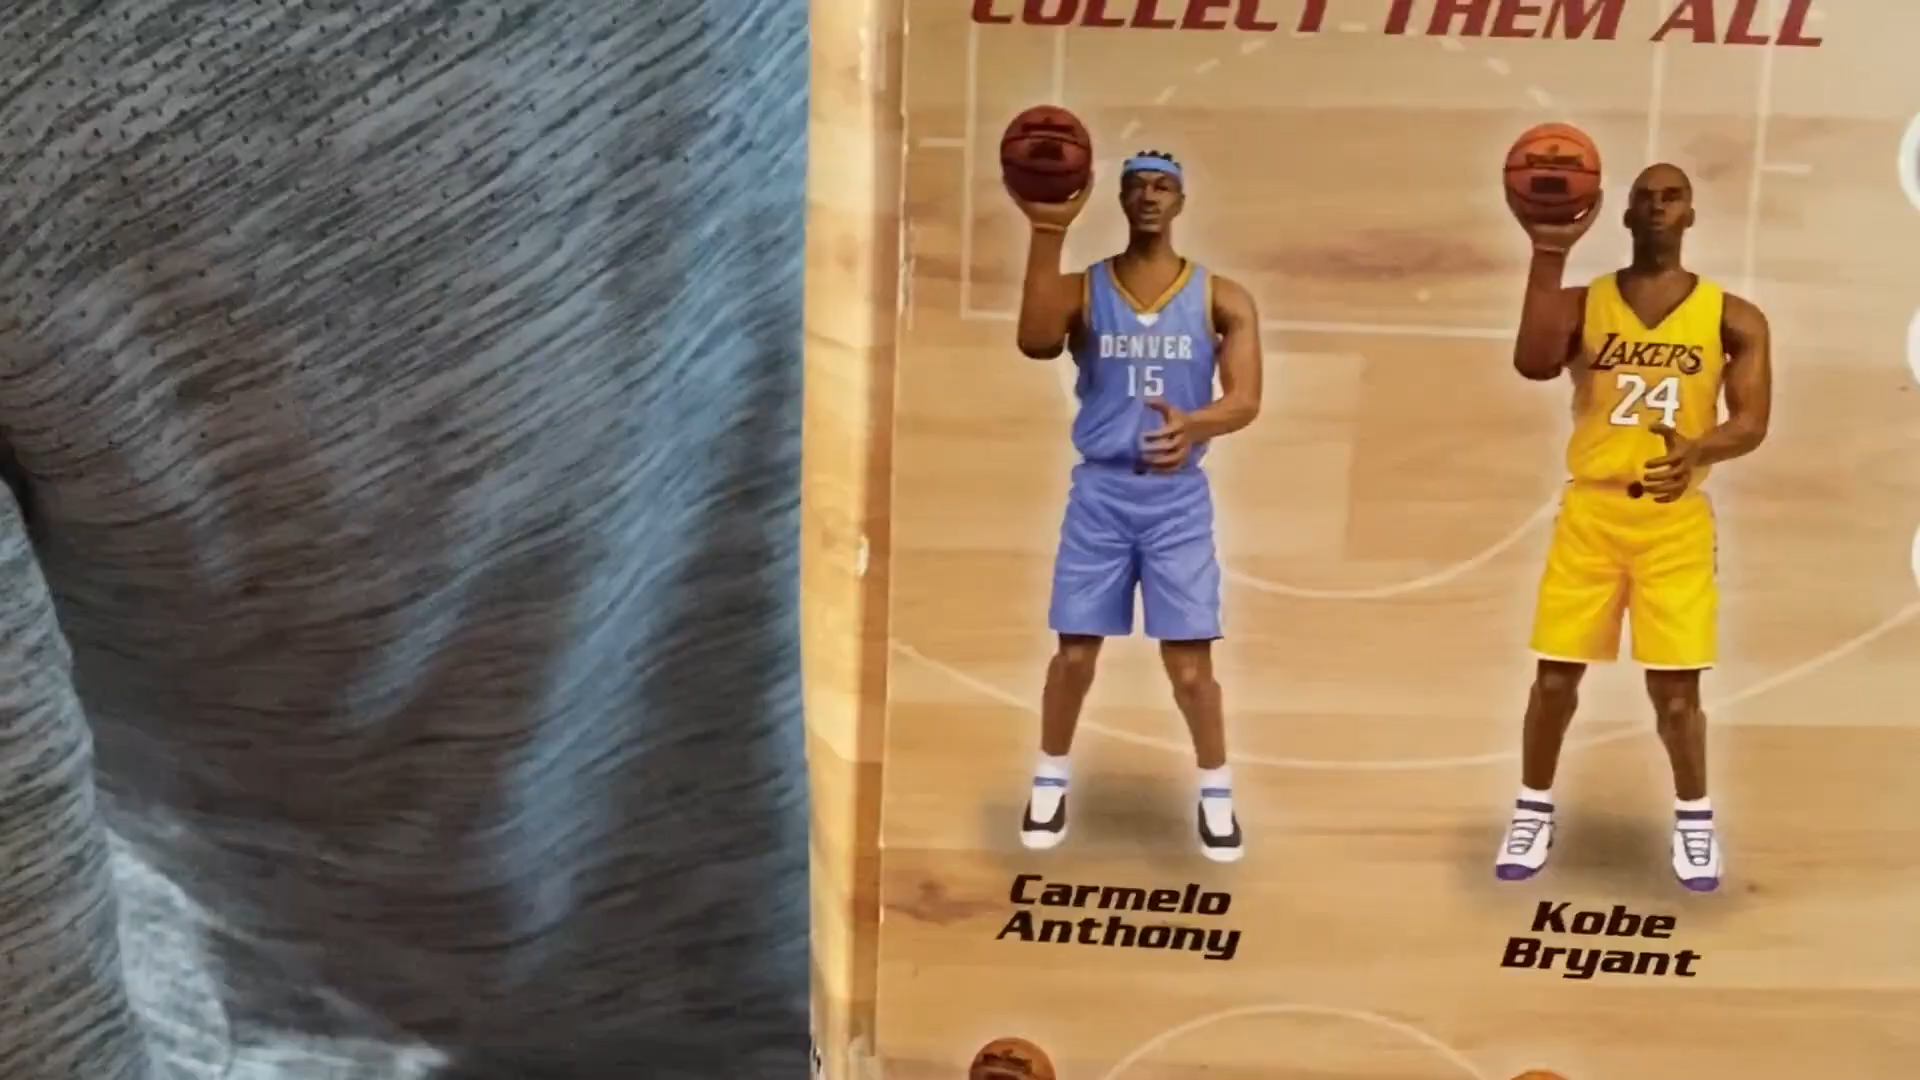 COLLECT THEM ALL
DENVER
15
LAKERS
24
Carmelo
Anthony
Kobe
Bryant